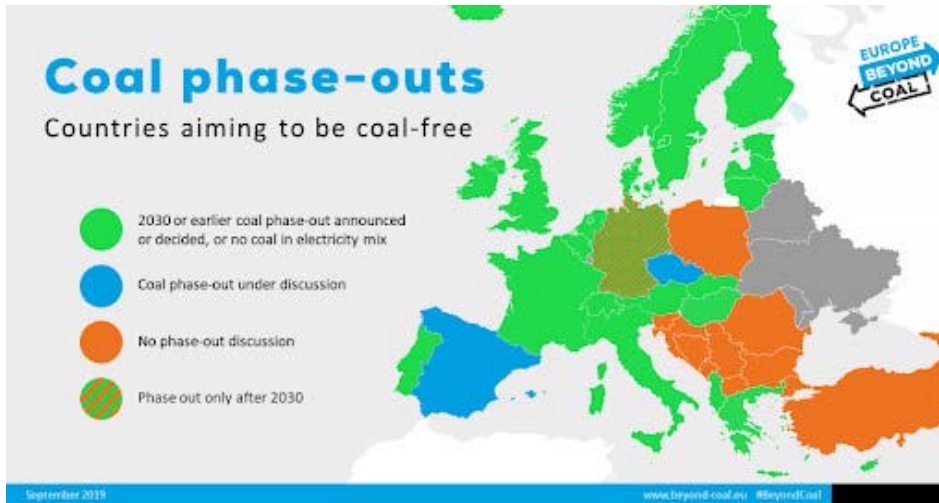 Coal phase-outs
Countries aiming to be coal-free
EUROPE
BEYOND
COAL
2030 or earlier coal phase-out announced
or decided, or no coal in electricity mix
Coal phase-out under discussion
No phase-out discussion
Phase out only after 2030
September 2019
www.beyond-coal.eu #BeyondCoal